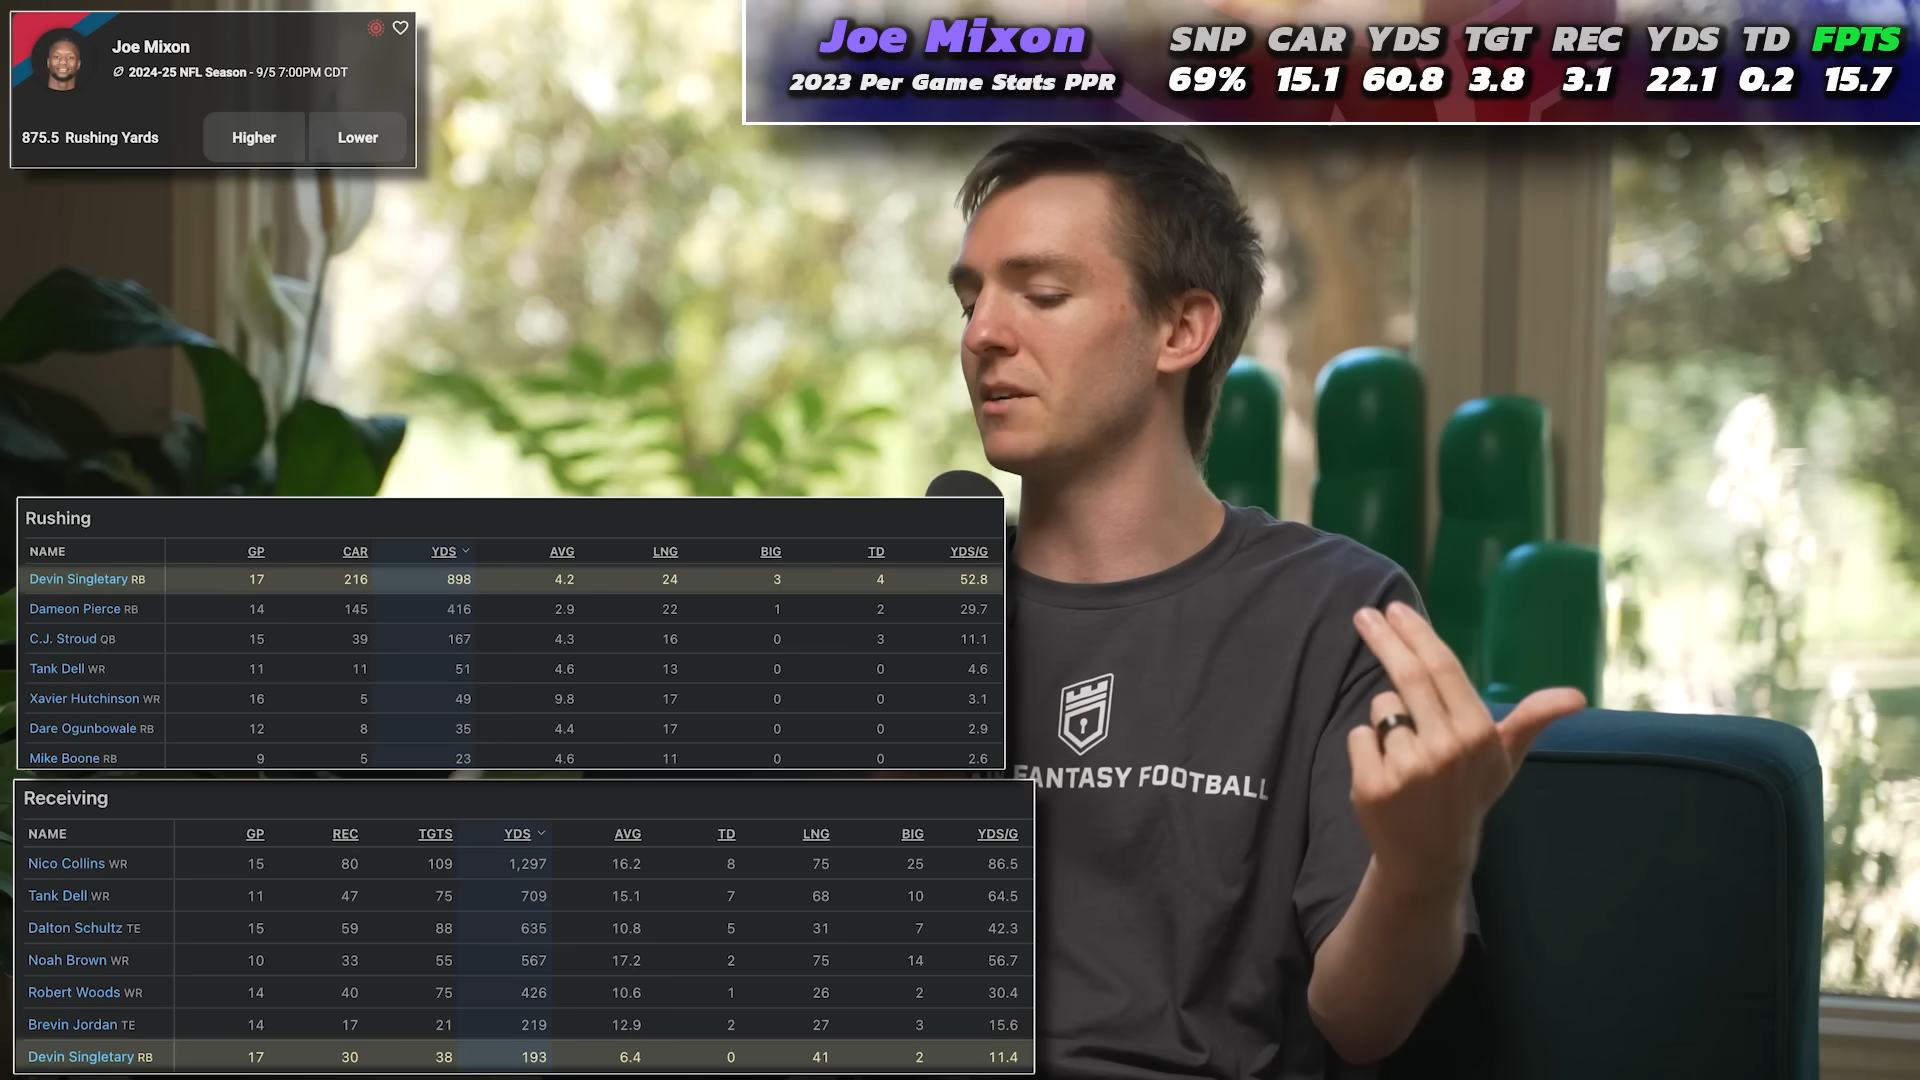 Joe Mixon
2024-25 NFL Season - 9/5 7:00PM CDT
875.5 Rushing Yards Higher Lower
Joe Mixon SNP CAR YDS TGT REC YDS TD FPTS
2023 Per Game Stats PPR 69% 15.1 60.8 3.8 3.1 22.1 0.2 15.7
Rushing
NAME GP CAR YDS AVG LNG BIG TD YDS/G
Devin Singletary RB 17 216 898 4.2 24 3 4 52.8
Dameon Pierce RB 14 145 416 2.9 22 1 2 29.7
C.J. Stroud QB 15 39 167 4.3 16 0 3 11.1
Tank Dell WR 11 11 51 4.6 13 0 0 4.6
Xavier Hutchinson WR 16 5 49 9.8 17 0 0 3.1
Dare Ogunbowale RB 12 8 35 4.4 17 0 0 2.9
Mike Boone RB 9 5 23 4.6 11 0 0 2.6
Receiving
NAME GP REC TGTS YDS AVG TD LNG BIG YDS/G
Nico Collins WR 15 80 109 1,297 16.2 8 75 25 86.5
Tank Dell WR 11 47 75 709 15.1 7 68 10 64.5
Dalton Schultz TE 15 59 88 635 10.8 5 31 7 42.3
Noah Brown WR 10 33 55 567 17.2 2 75 14 56.7
Robert Woods WR 14 40 75 426 10.6 1 26 2 30.4
Brevin Jordan TE 14 17 21 219 12.9 2 27 3 15.6
Devin Singletary RB 17 30 38 193 6.4 0 41 2 11.4
FANTASY FOOTBALL